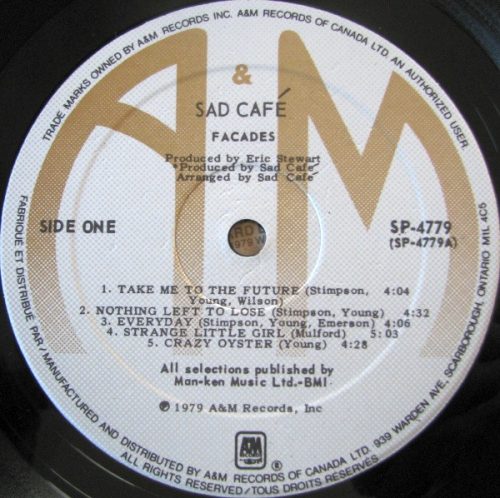 TRADE MARKS OWNED BY A&M RECORDS INC. A&M RECORDS OF CANADA LTD. AN AUTHORIZED USER.
&
SAD CAFÉ
FACADES
Produced by Eric Stewart
*Produced by Sad Café
Arranged by Sad Café
SIDE ONE
SP-4779
(SP-4779A)
1. TAKE ME TO THE FUTURE (Stimpson, 4:04
Young, Wilson)
2. NOTHING LEFT TO LOSE (Stimpson, Young) 4:32
3. EVERYDAY (Stimpson, Young, Emerson) 4:06
4. STRANGE LITTLE GIRL (Mulford) 5:03
5. CRAZY OYSTER (Young) 4:28
All selections published by
Man-ken Music Ltd.-BMI
℗ 1979 A&M Records, Inc
A&M
®
FABRIQUÉ ET DISTRIBUÉ PAR/MANUFACTURED AND DISTRIBUTED BY A&M RECORDS OF CANADA LTD. 939 WARDEN AVE, SCARBOROUGH, ONTARIO M1L 4C5
ALL RIGHTS RESERVED/TOUS DROITS RÉSERVÉS